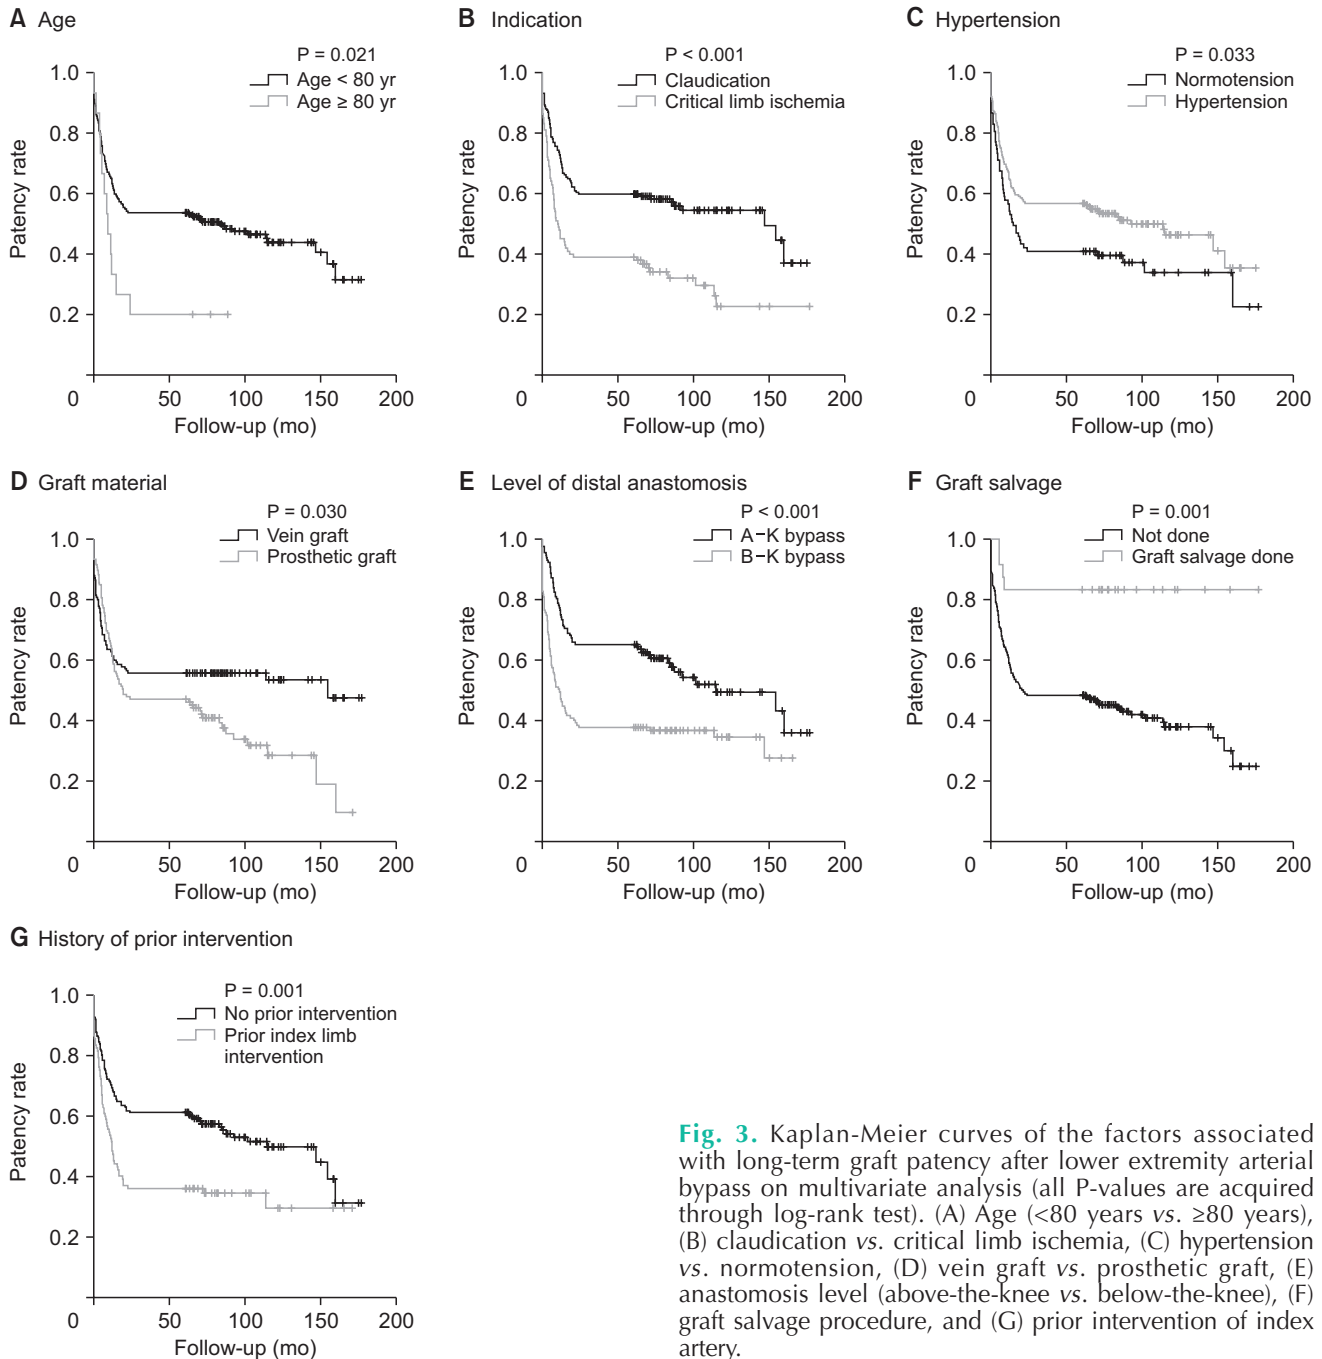 A Age
P = 0.021
Age < 80 yr
Age ≥ 80 yr
1.0
0.8
0.6
0.4
0.2
0
50
100
150
200
Patency rate
Follow-up (mo)
B Indication
P < 0.001
Claudication
Critical limb ischemia
1.0
0.8
0.6
0.4
0.2
0
50
100
150
200
Patency rate
Follow-up (mo)
C Hypertension
P = 0.033
Normotension
Hypertension
1.0
0.8
0.6
0.4
0.2
0
50
100
150
200
Patency rate
Follow-up (mo)
D Graft material
P = 0.030
Vein graft
Prosthetic graft
1.0
0.8
0.6
0.4
0.2
0
50
100
150
200
Patency rate
Follow-up (mo)
E Level of distal anastomosis
P < 0.001
A−K bypass
B−K bypass
1.0
0.8
0.6
0.4
0.2
0
50
100
150
200
Patency rate
Follow-up (mo)
F Graft salvage
P = 0.001
Not done
Graft salvage done
1.0
0.8
0.6
0.4
0.2
0
50
100
150
200
Patency rate
Follow-up (mo)
G History of prior intervention
P = 0.001
No prior intervention
Prior index limb
intervention
1.0
0.8
0.6
0.4
0.2
0
50
100
150
200
Patency rate
Follow-up (mo)
Fig. 3. Kaplan-Meier curves of the factors associated
with long-term graft patency after lower extremity arterial
bypass on multivariate analysis (all P-values are acquired
through log-rank test). (A) Age (<80 years vs. ≥80 years),
(B) claudication vs. critical limb ischemia, (C) hypertension
vs. normotension, (D) vein graft vs. prosthetic graft, (E)
anastomosis level (above-the-knee vs. below-the-knee), (F)
graft salvage procedure, and (G) prior intervention of index
artery.